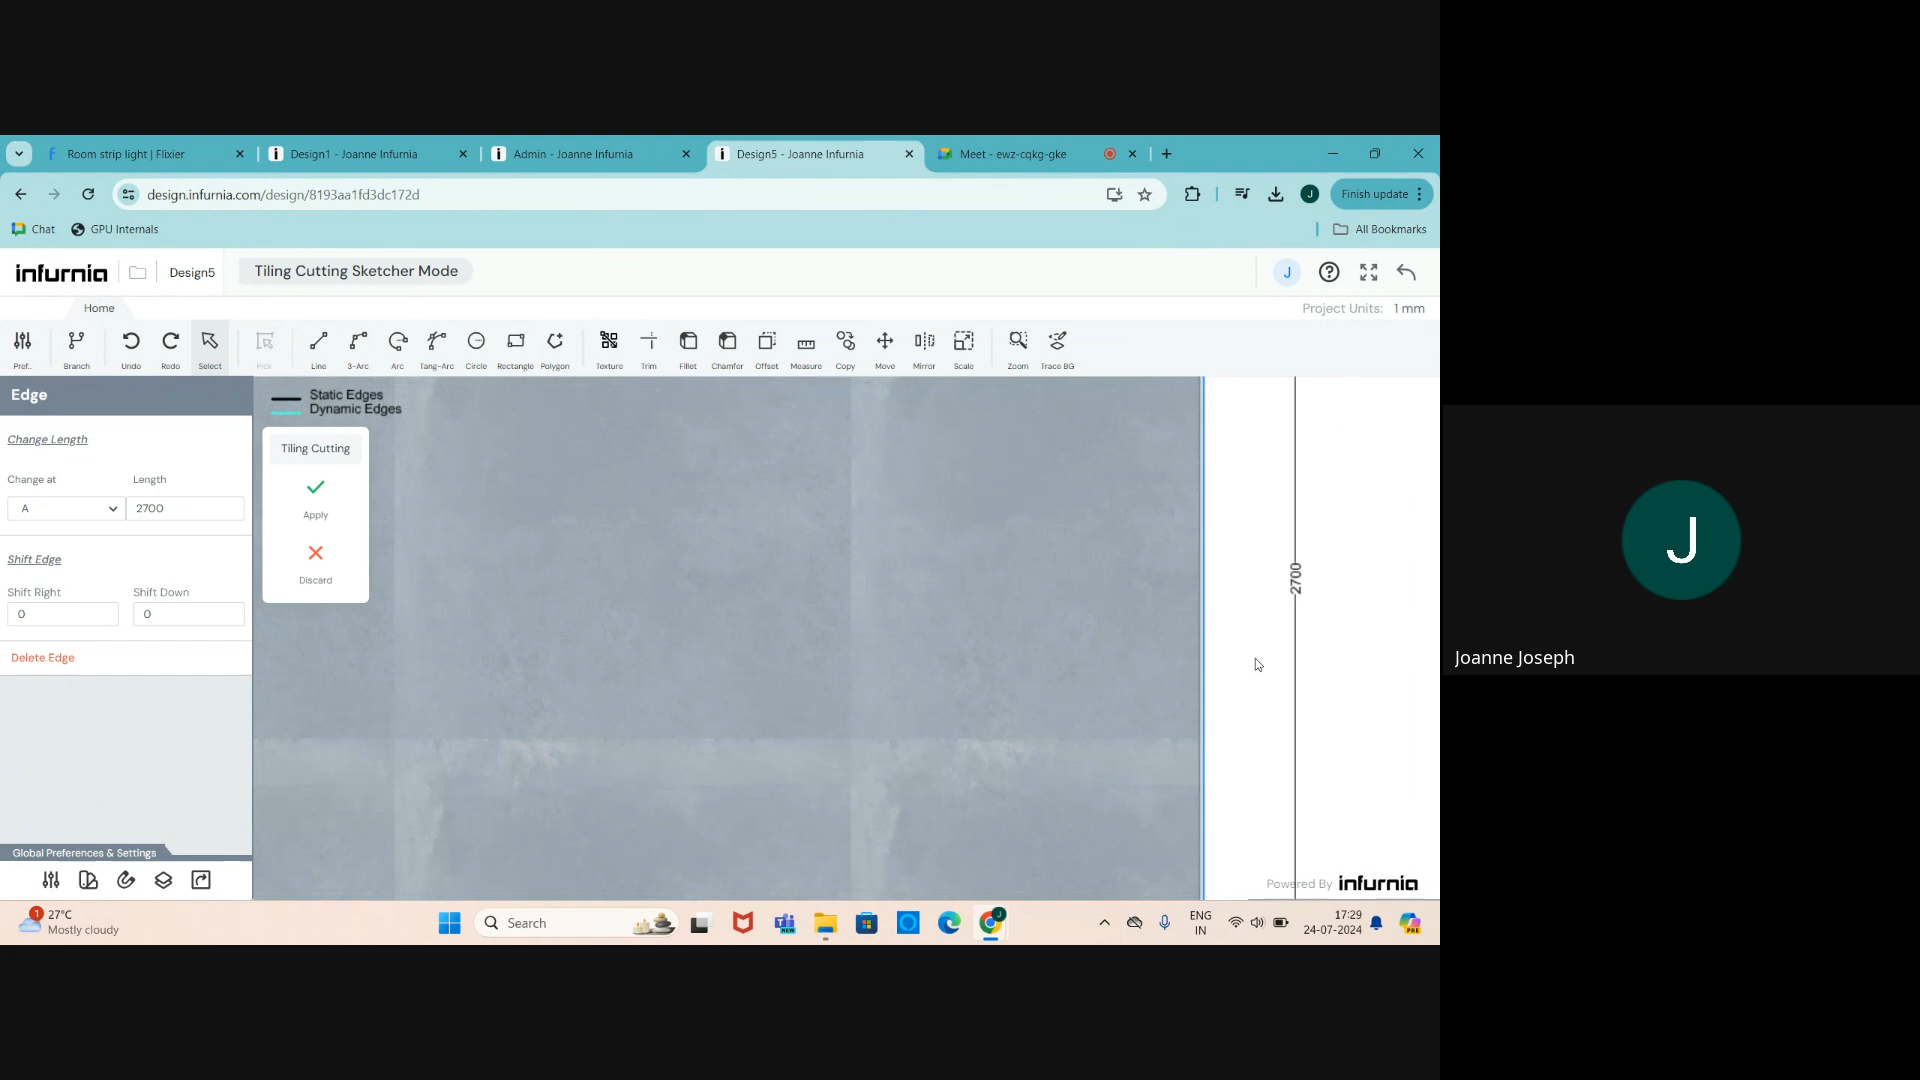 Room strip light | Flixier
Design1 - Joanne Infurnia
Admin - Joanne Infurnia
Design5 - Joanne Infurnia
Meet - ewz-cqkg-gke
design.infurnia.com/design/8193aa1fd3dc172d
J
Finish update
Chat
GPU Internals
All Bookmarks
infurnia
Design5
Tiling Cutting Sketcher Mode
J
Home
Project Units: 1 mm
Pref..
Branch
Undo
Redo
Select
Pick
Line
3-Arc
Arc
Tang-Arc
Circle
Rectangle
Polygon
Texture
Trim
Fillet
Chamfer
Offset
Measure
Copy
Move
Mirror
Scale
Zoom
Trace BG
Edge
Change Length
Change at
Length
A
2700
Shift Edge
Shift Right
Shift Down
0
0
Delete Edge
Global Preferences & Settings
Static Edges
Dynamic Edges
Tiling Cutting
Apply
Discard
2700
Powered By infurnia
J
Joanne Joseph
1
27°C
Mostly cloudy
Search
NEW
J
ENG
IN
17:29
24-07-2024
PRE